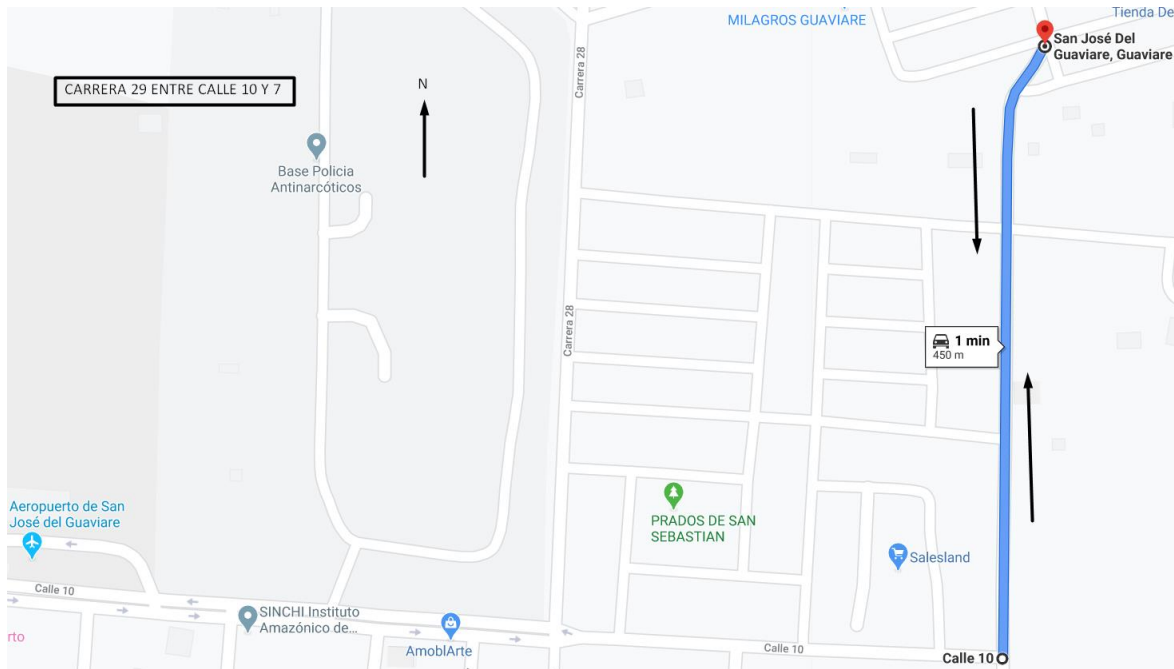 MILAGROS GUAVIARE
Tienda De
San José Del
Guaviare, Guaviare
CARRERA 29 ENTRE CALLE 10 Y 7
N
Carrera 28
Base Policia
Antinarcóticos
Carrera 28
1 min
450 m
PRADOS DE SAN
SEBASTIAN
Aeropuerto de San
José del Guaviare
Salesland
Calle 10
SINCHI Instituto
Amazónico de...
rto
AmoblArte
Calle 10
Calle 10